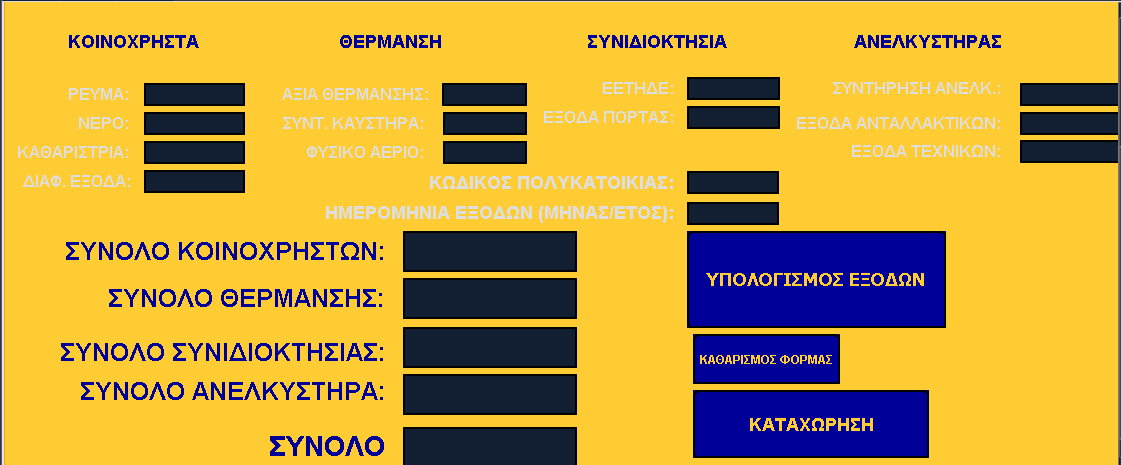 ΚΟΙΝΟΧΡΗΣΤΑ ΘΕΡΜΑΝΣΗ ΣΥΝΙΔΙΟΚΤΗΣΙΑ ΑΝΕΛΚΥΣΤΗΡΑΣ
ΡΕΥΜΑ: ΑΞΙΑ ΘΕΡΜΑΝΣΗΣ: ΕΕΤΗΔΕ: ΣΥΝΤΗΡΗΣΗ ΑΝΕΛΚ.:
ΝΕΡΟ: ΣΥΝΤ. ΚΑΥΣΤΗΡΑ: ΕΞΟΔΑ ΠΟΡΤΑΣ: ΕΞΟΔΑ ΑΝΤΑΛΛΑΚΤΙΚΩΝ:
ΚΑΘΑΡΙΣΤΡΙΑ: ΦΥΣΙΚΟ ΑΕΡΙΟ: ΕΞΟΔΑ ΤΕΧΝΙΚΩΝ:
ΔΙΑΦ. ΕΞΟΔΑ: ΚΩΔΙΚΟΣ ΠΟΛΥΚΑΤΟΙΚΙΑΣ:
ΗΜΕΡΟΜΗΝΙΑ ΕΞΟΔΩΝ (ΜΗΝΑΣ/ΕΤΟΣ):
ΣΥΝΟΛΟ ΚΟΙΝΟΧΡΗΣΤΩΝ:
ΥΠΟΛΟΓΙΣΜΟΣ ΕΞΟΔΩΝ
ΣΥΝΟΛΟ ΘΕΡΜΑΝΣΗΣ:
ΣΥΝΟΛΟ ΣΥΝΙΔΙΟΚΤΗΣΙΑΣ:
ΚΑΘΑΡΙΣΜΟΣ ΦΟΡΜΑΣ
ΣΥΝΟΛΟ ΑΝΕΛΚΥΣΤΗΡΑ:
ΚΑΤΑΧΩΡΗΣΗ
ΣΥΝΟΛΟ